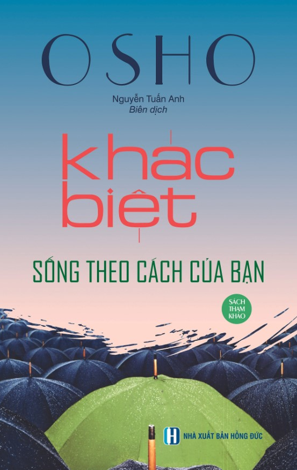 OSHO
Nguyễn Tuấn Anh
Biên dịch
khác
biệt
SỐNG THEO CÁCH CỦA BẠN
SÁCH
THAM
KHẢO
H
NHÀ XUẤT BẢN HỒNG ĐỨC